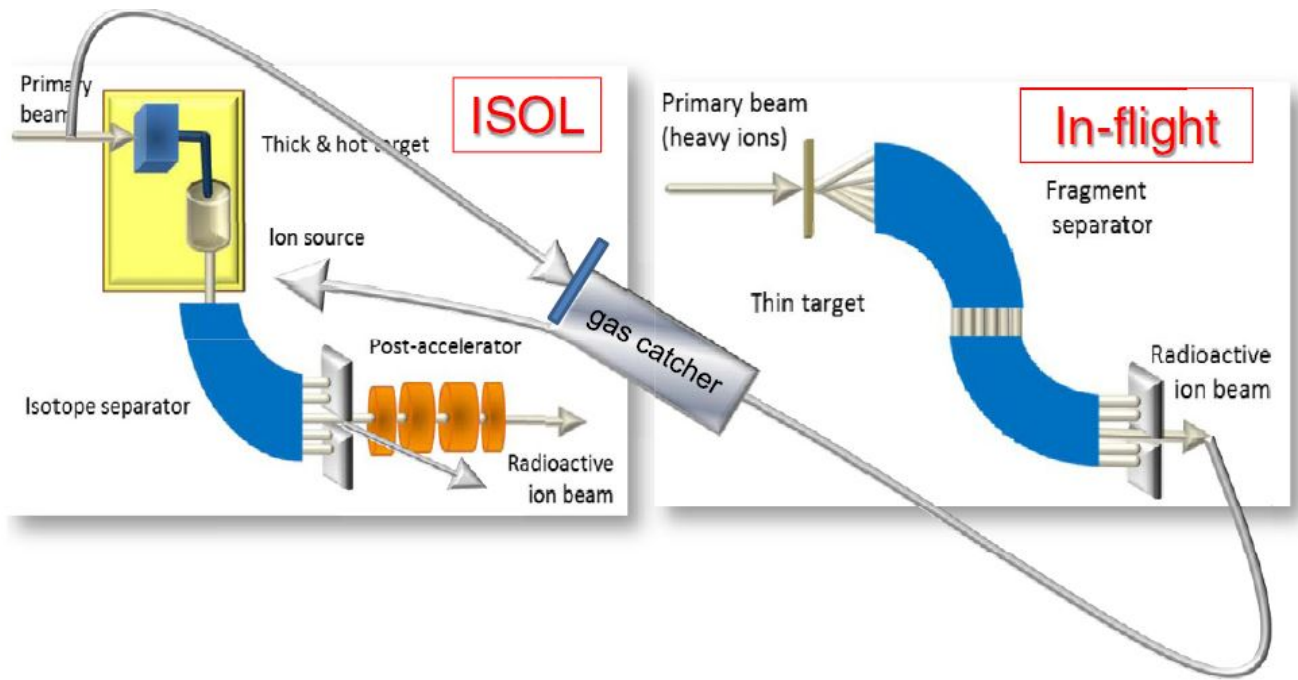 Primary
beam
ISOL
Thick & hot target
Ion source
Post-accelerator
Isotope separator
Radioactive
ion beam
gas catcher
In-flight
Primary beam
(heavy ions)
Fragment
separator
Thin target
Radioactive
ion beam